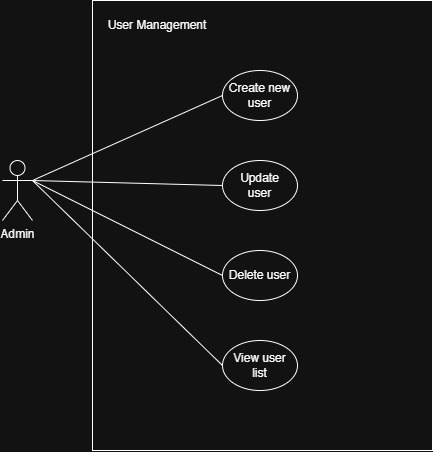 User Management
Create new
user
Update
user
Admin
Delete user
View user
list